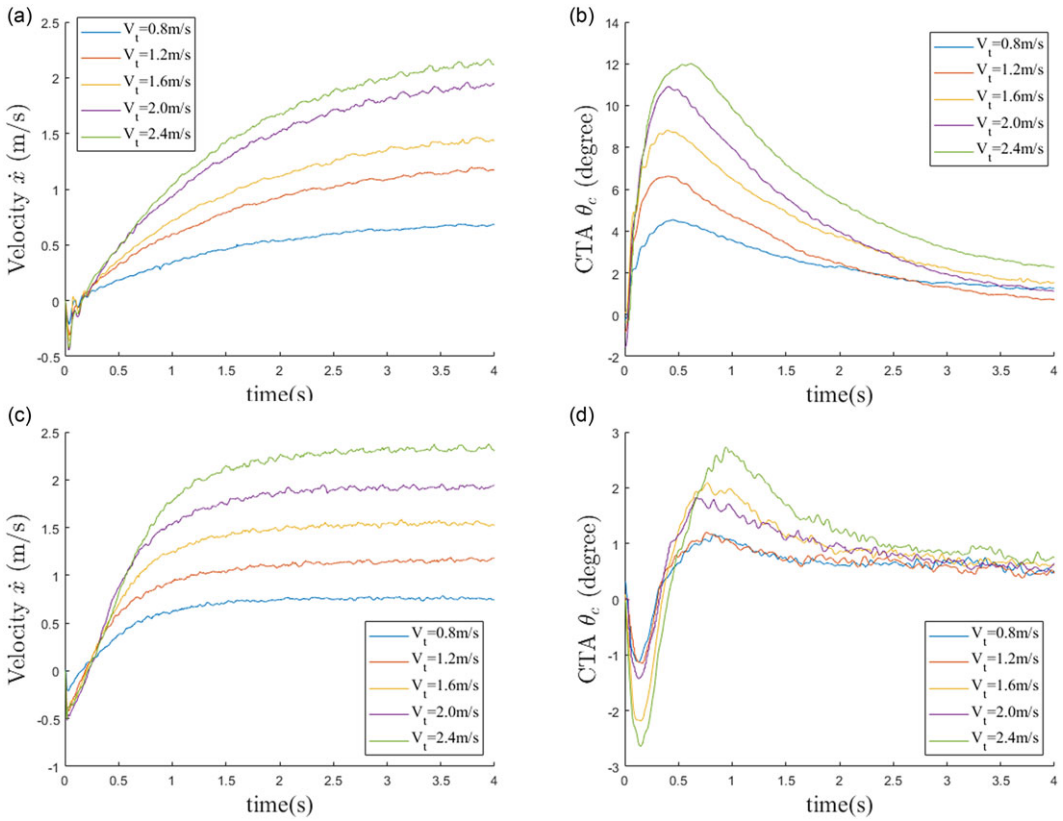 (a)
V_t=0.8m/s
V_t=1.2m/s
V_t=1.6m/s
V_t=2.0m/s
V_t=2.4m/s
Velocity ẋ (m/s)
2.5
2
1.5
1
0.5
0
-0.5
0 0.5 1 1.5 2 2.5 3 3.5 4
time(s)
(b)
V_t=0.8m/s
V_t=1.2m/s
V_t=1.6m/s
V_t=2.0m/s
V_t=2.4m/s
CTA θ_c (degree)
14
12
10
8
6
4
2
0
-2
0 0.5 1 1.5 2 2.5 3 3.5 4
time(s)
(c)
Velocity ẋ (m/s)
2.5
2
1.5
1
0.5
0
-0.5
-1
V_t=0.8m/s
V_t=1.2m/s
V_t=1.6m/s
V_t=2.0m/s
V_t=2.4m/s
0 0.5 1 1.5 2 2.5 3 3.5 4
time(s)
(d)
CTA θ_c (degree)
3
2
1
0
-1
-2
-3
V_t=0.8m/s
V_t=1.2m/s
V_t=1.6m/s
V_t=2.0m/s
V_t=2.4m/s
0 0.5 1 1.5 2 2.5 3 3.5 4
time(s)